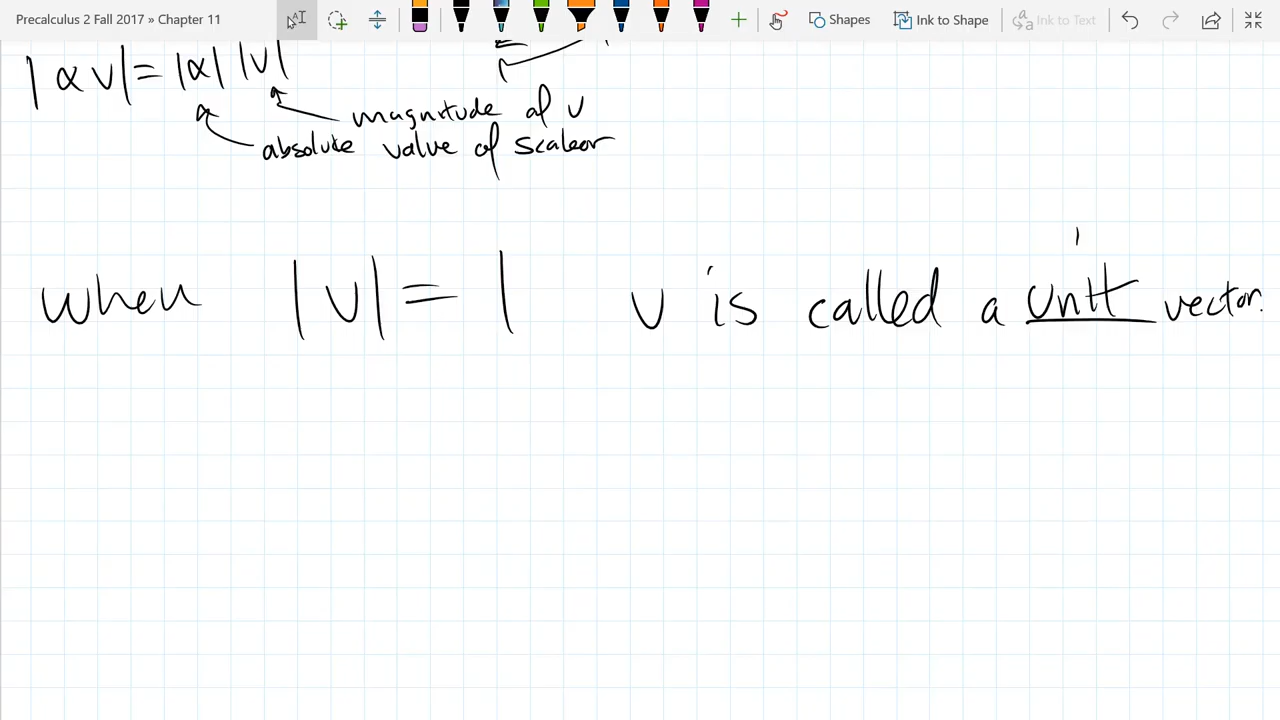 Precalculus 2 Fall 2017 » Chapter 11
Shapes
Ink to Shape
Ink to Text
|αv| = |α| |v|
magnitude of v
absolute value of scalar
when |v| = 1 v is called a unit vector.